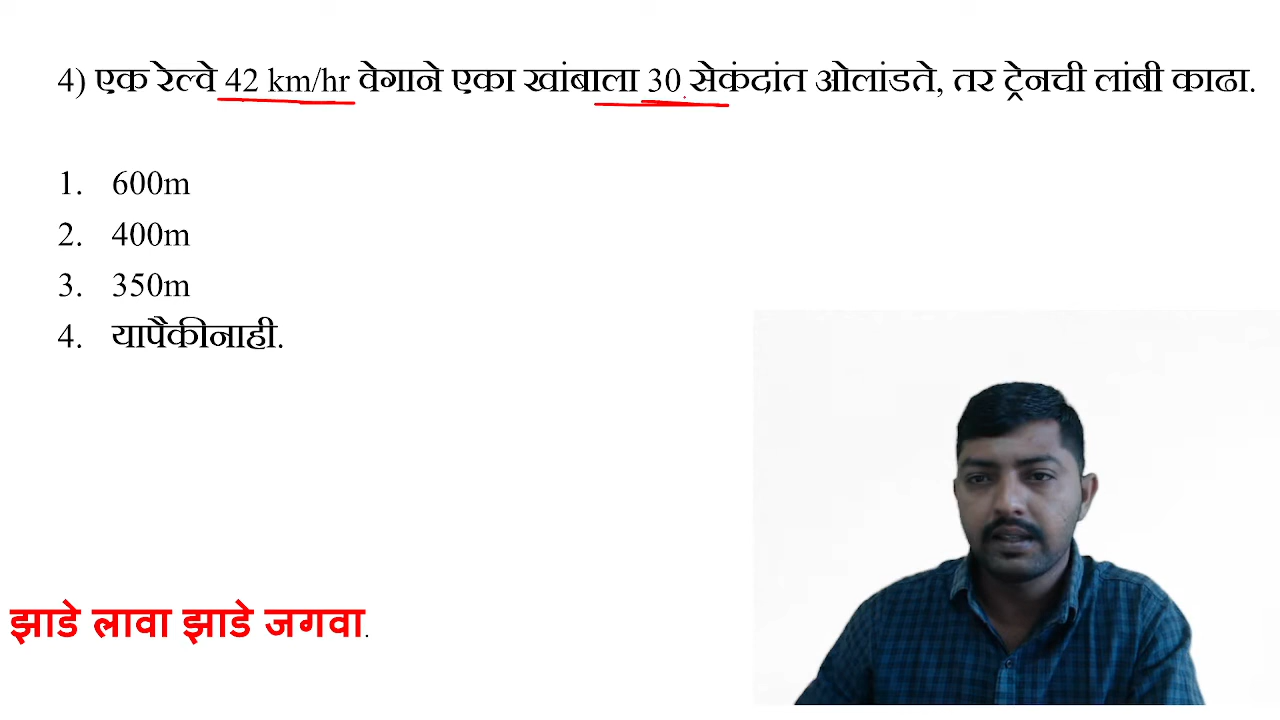 4) एक रेल्वे 42 km/hr वेगाने एका खांबाला 30 सेकंदांत ओलांडते, तर ट्रेनची लांबी काढा.
1. 600m
2. 400m
3. 350m
4. यापैकीनाही.
झाडे लावा झाडे जगवा.